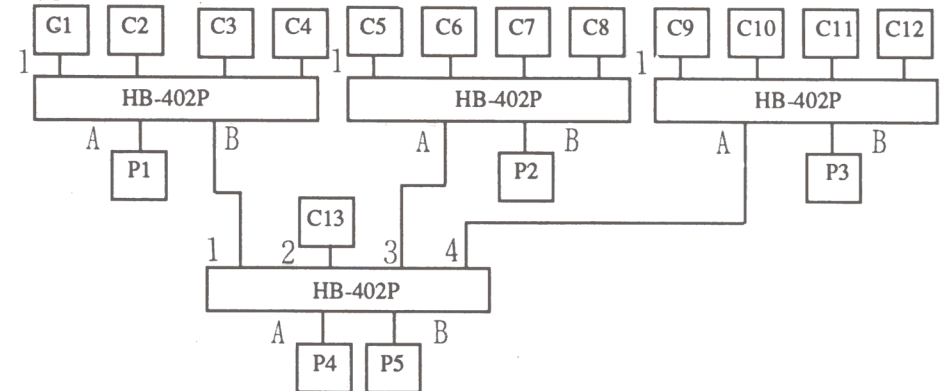 G1 C2 C3 C4 C5 C6 C7 C8 C9 C10 C11 C12
1 1 1
HB-402P HB-402P HB-402P
A B A B A B
P1 P2 P3
C13
1 2 3 4
HB-402P
A B
P4 P5